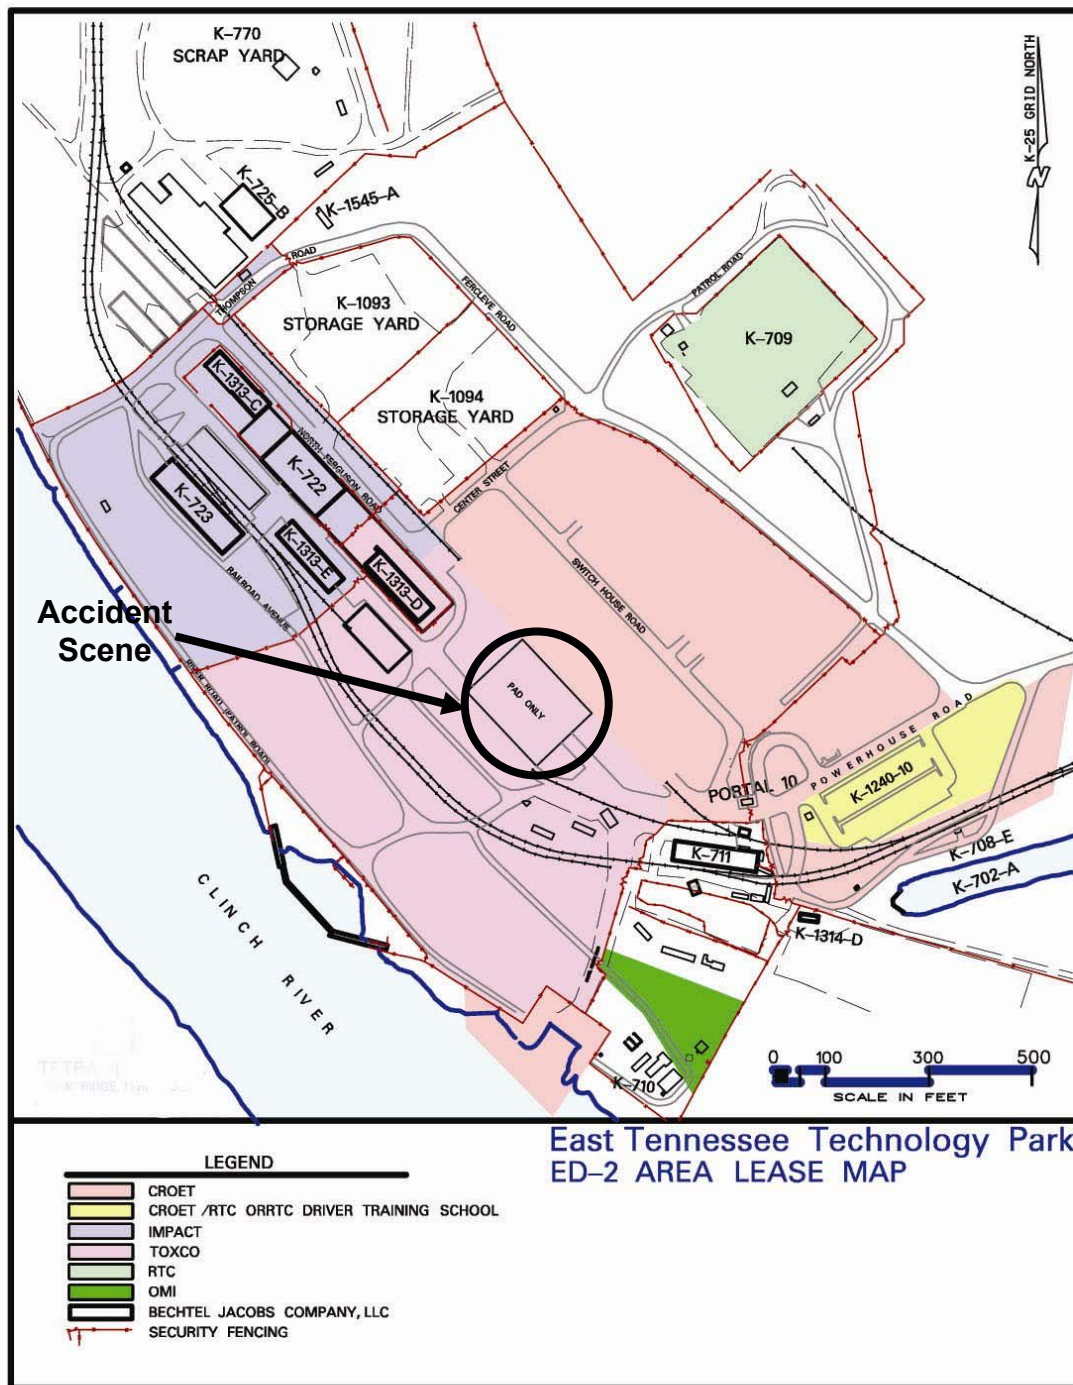 K-770
SCRAP YARD
K-25 GRID NORTH
N
K-725-B
K-1545-A
THOMPSON
ROAD
FERCLEVE ROAD
PATROL ROAD
K-1093
STORAGE YARD
K-709
K-1094
STORAGE YARD
K-1313-C
K-722
NORTH FERGUSON ROAD
CENTER STREET
K-723
K-1313-E
K-1313-D
SWITCH HOUSE ROAD
RAILROAD AVENUE
Accident
Scene
RIVER ROAD (PATROL ROAD)
PAD ONLY
POWERHOUSE ROAD
PORTAL 10
K-1240-10
K-711
K-708-E
K-702-A
K-1314-D
CLINCH RIVER
K-710
0 100 300 500
SCALE IN FEET
East Tennessee Technology Park
ED-2 AREA LEASE MAP
LEGEND
CROET
CROET /RTC ORRTC DRIVER TRAINING SCHOOL
IMPACT
TOXCO
RTC
OMI
BECHTEL JACOBS COMPANY, LLC
SECURITY FENCING